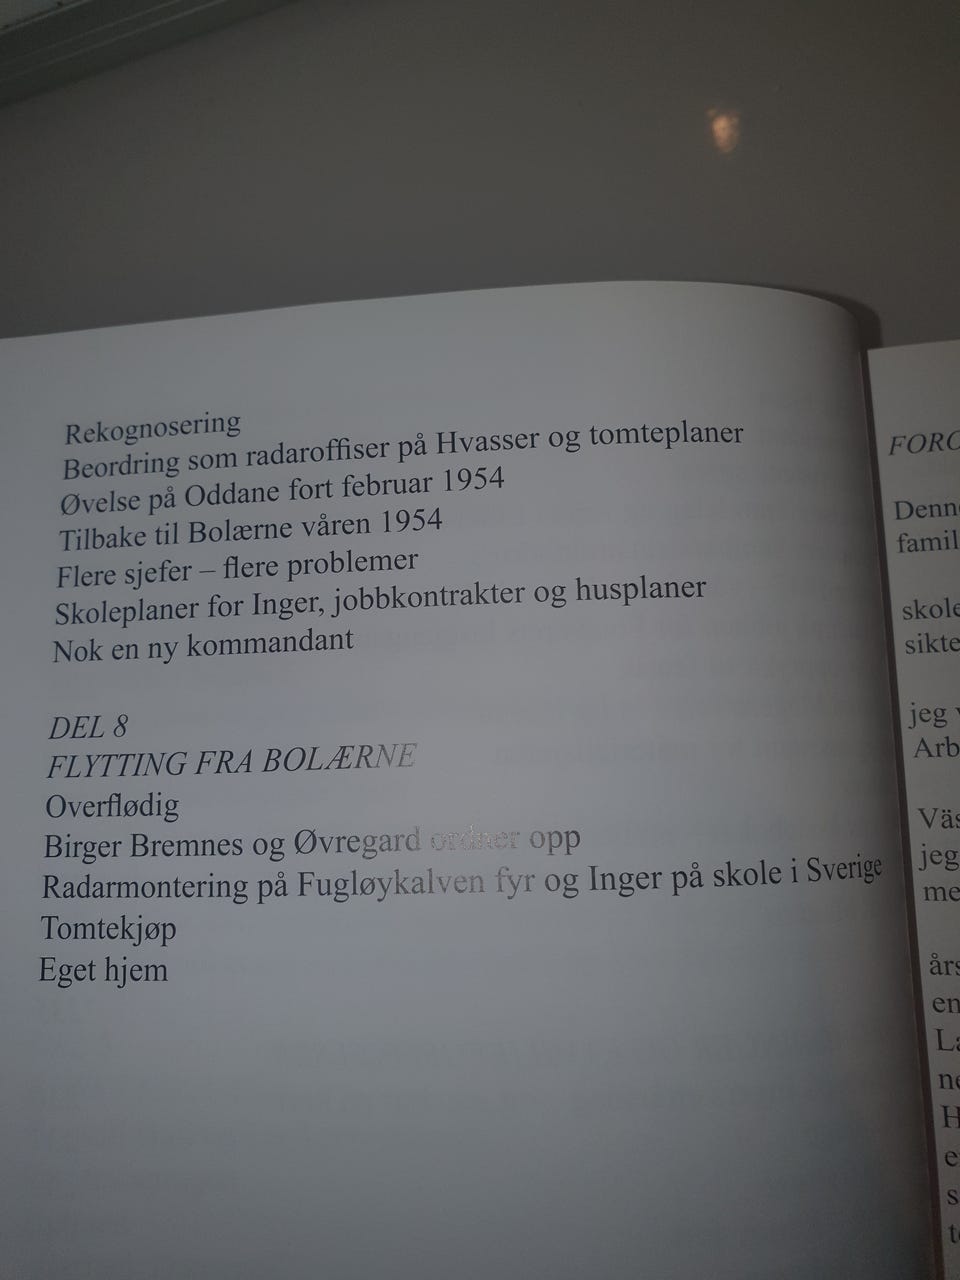 Rekognosering
Beordring som radaroffiser på Hvasser og tomteplaner
Øvelse på Oddane fort februar 1954
Tilbake til Bolærne våren 1954
Flere sjefer – flere problemer
Skoleplaner for Inger, jobbkontrakter og husplaner
Nok en ny kommandant
DEL 8
FLYTTING FRA BOLÆRNE
Overflødig
Birger Bremnes og Øvregard ordner opp
Radarmontering på Fugløykalven fyr og Inger på skole i Sverige
Tomtekjøp
Eget hjem
FORO
Denn
famil
skole
sikte
jeg
Arb
Väs
jeg
me
års
en